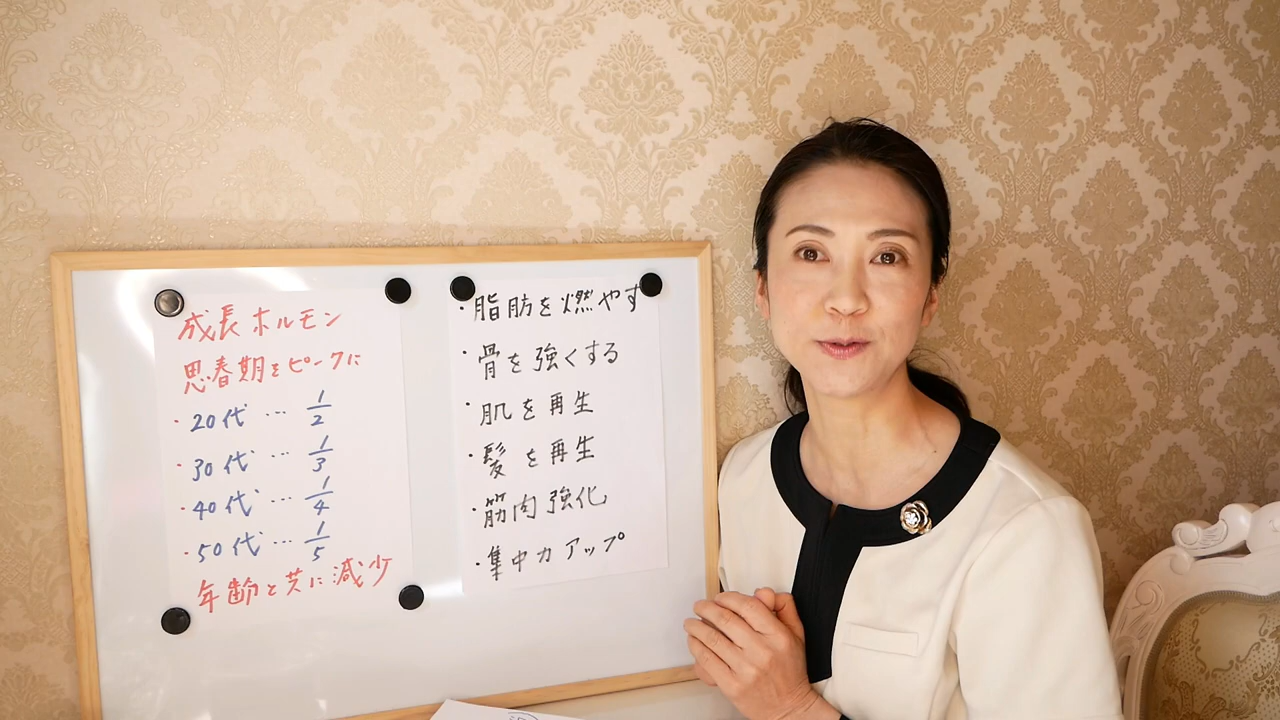 成長ホルモン
思春期をピークに
・20代…1/2
・30代…1/3
・40代…1/4
・50代…1/5
年齢と共に減少
・脂肪を燃やす
・骨を強くする
・肌を再生
・髪を再生
・筋肉強化
・集中力アップ